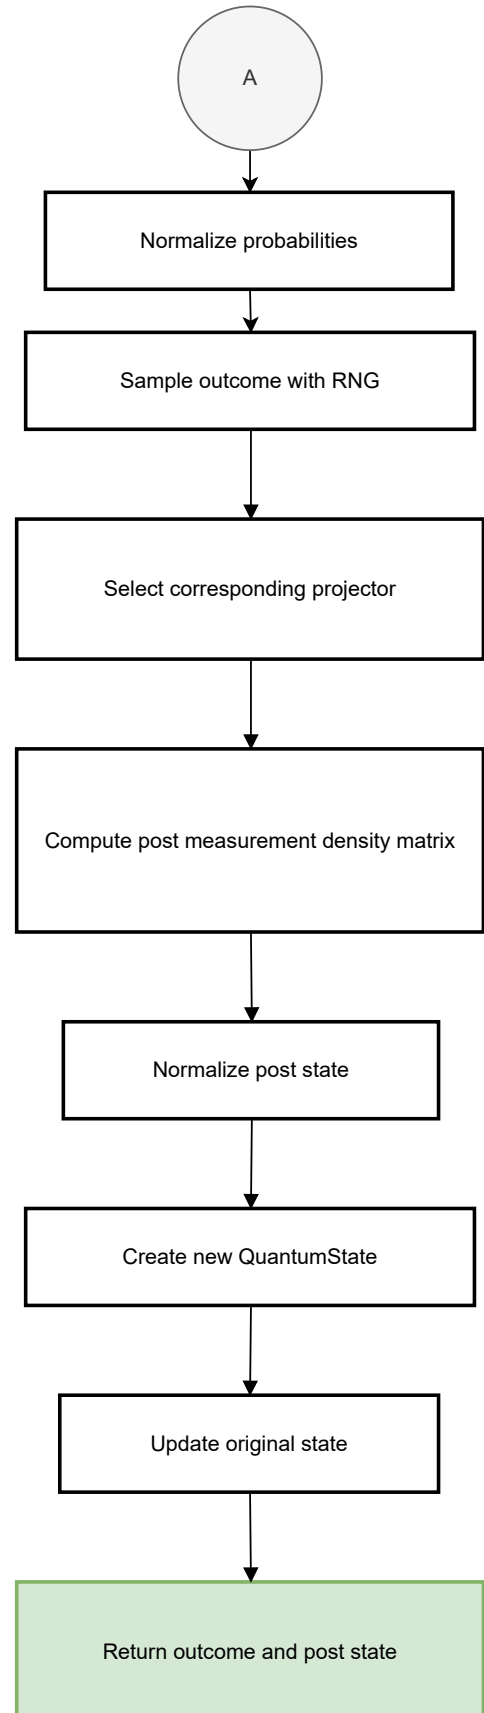 A
Normalize probabilities
Sample outcome with RNG
Select corresponding projector
Compute post measurement density matrix
Normalize post state
Create new QuantumState
Update original state
Return outcome and post state